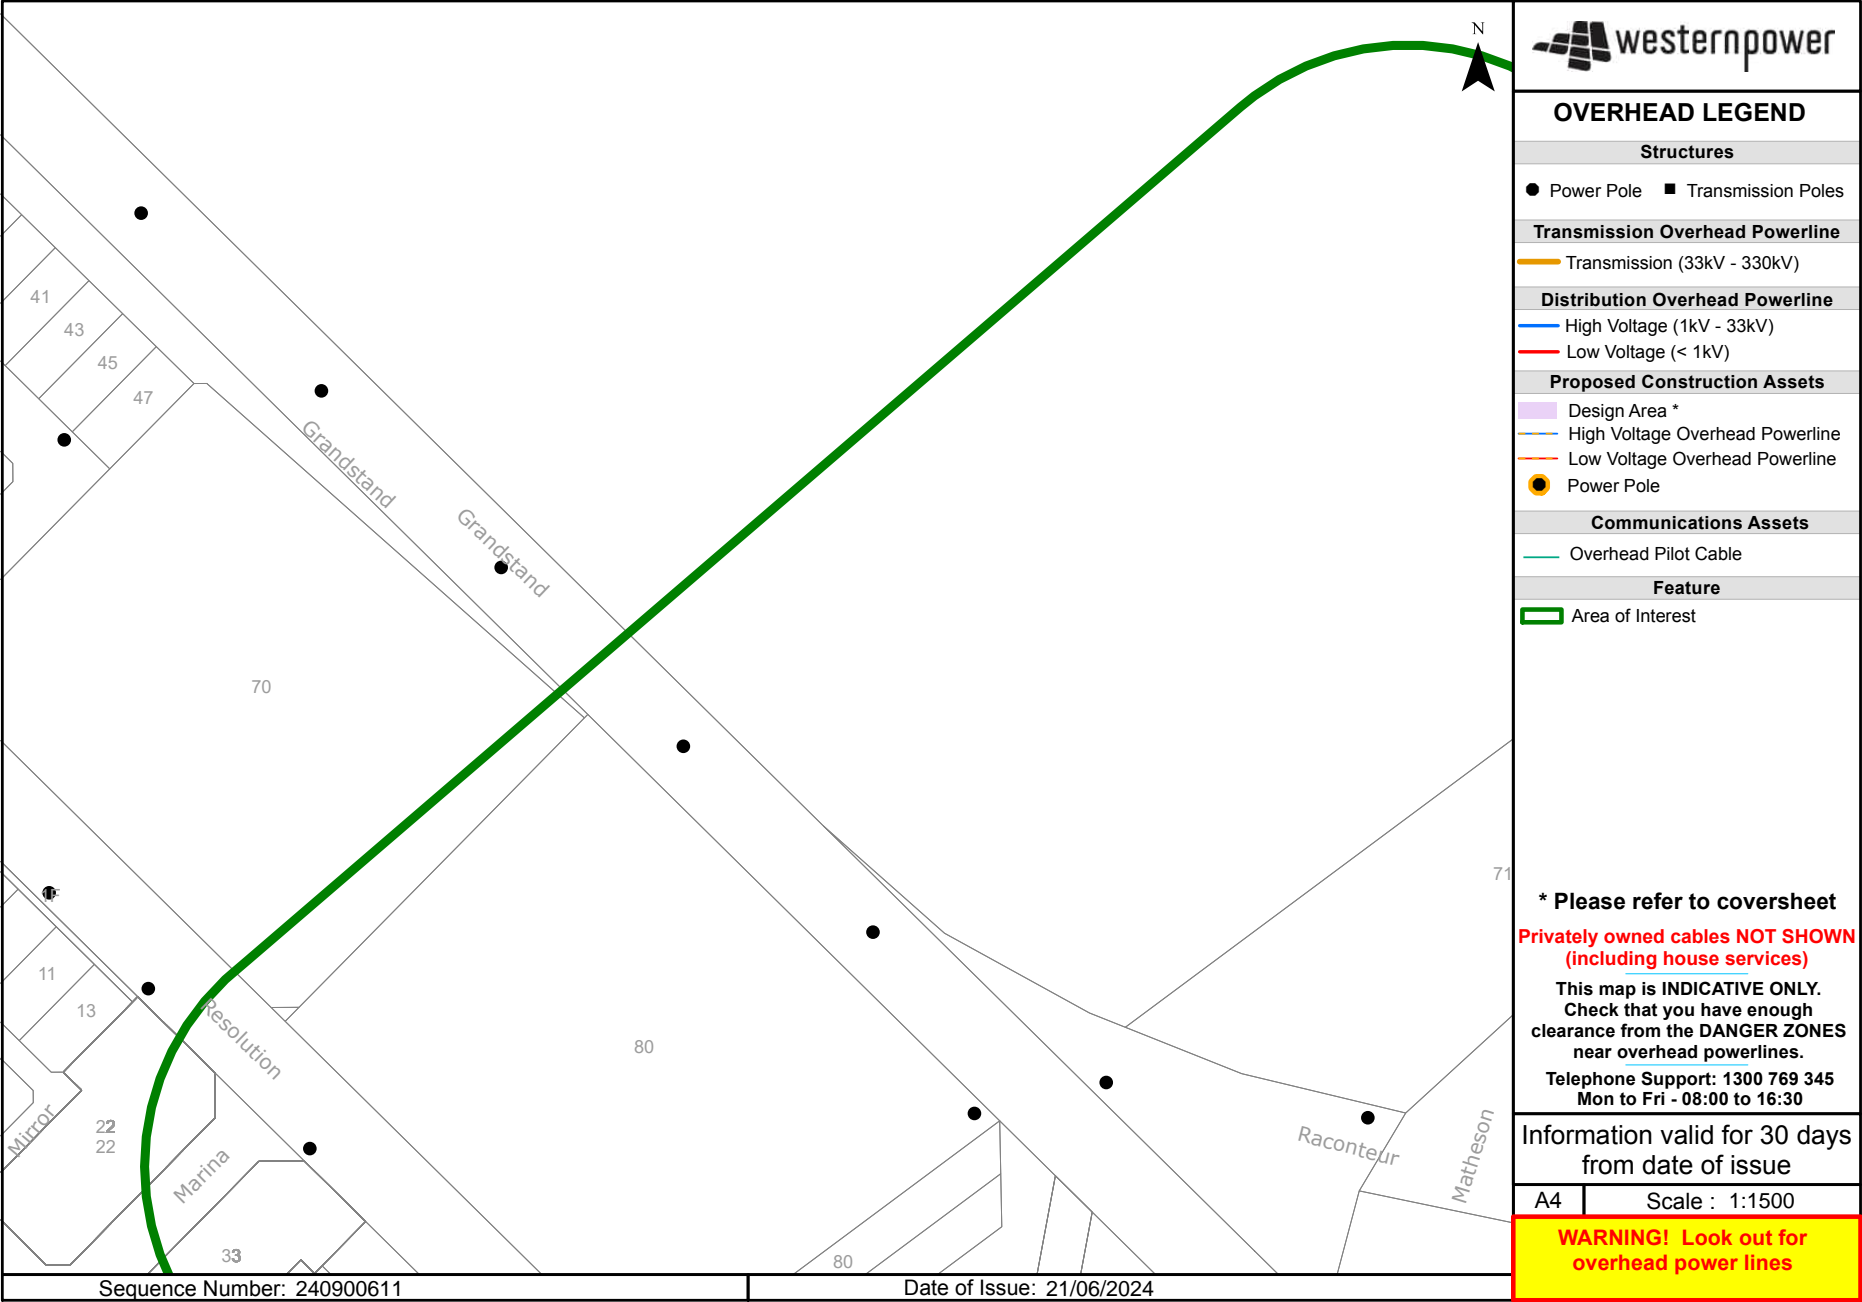 N
41
43
45
47
Grandstand
Grandstand
70
71
1F
11
13
Resolution
80
Mirror
22
22
Marina
33
80
Raconteur
Matheson
Sequence Number: 240900611
Date of Issue: 21/06/2024
westernpower
OVERHEAD LEGEND
Structures
Power Pole
Transmission Poles
Transmission Overhead Powerline
Transmission (33kV - 330kV)
Distribution Overhead Powerline
High Voltage (1kV - 33kV)
Low Voltage (< 1kV)
Proposed Construction Assets
Design Area *
High Voltage Overhead Powerline
Low Voltage Overhead Powerline
Power Pole
Communications Assets
Overhead Pilot Cable
Feature
Area of Interest
* Please refer to coversheet
Privately owned cables NOT SHOWN
(including house services)
This map is INDICATIVE ONLY.
Check that you have enough
clearance from the DANGER ZONES
near overhead powerlines.
Telephone Support: 1300 769 345
Mon to Fri - 08:00 to 16:30
Information valid for 30 days
from date of issue
A4
Scale : 1:1500
WARNING! Look out for
overhead power lines